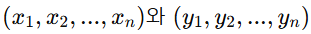 (x₁, x₂, ..., xₙ)와 (y₁, y₂, ..., yₙ)